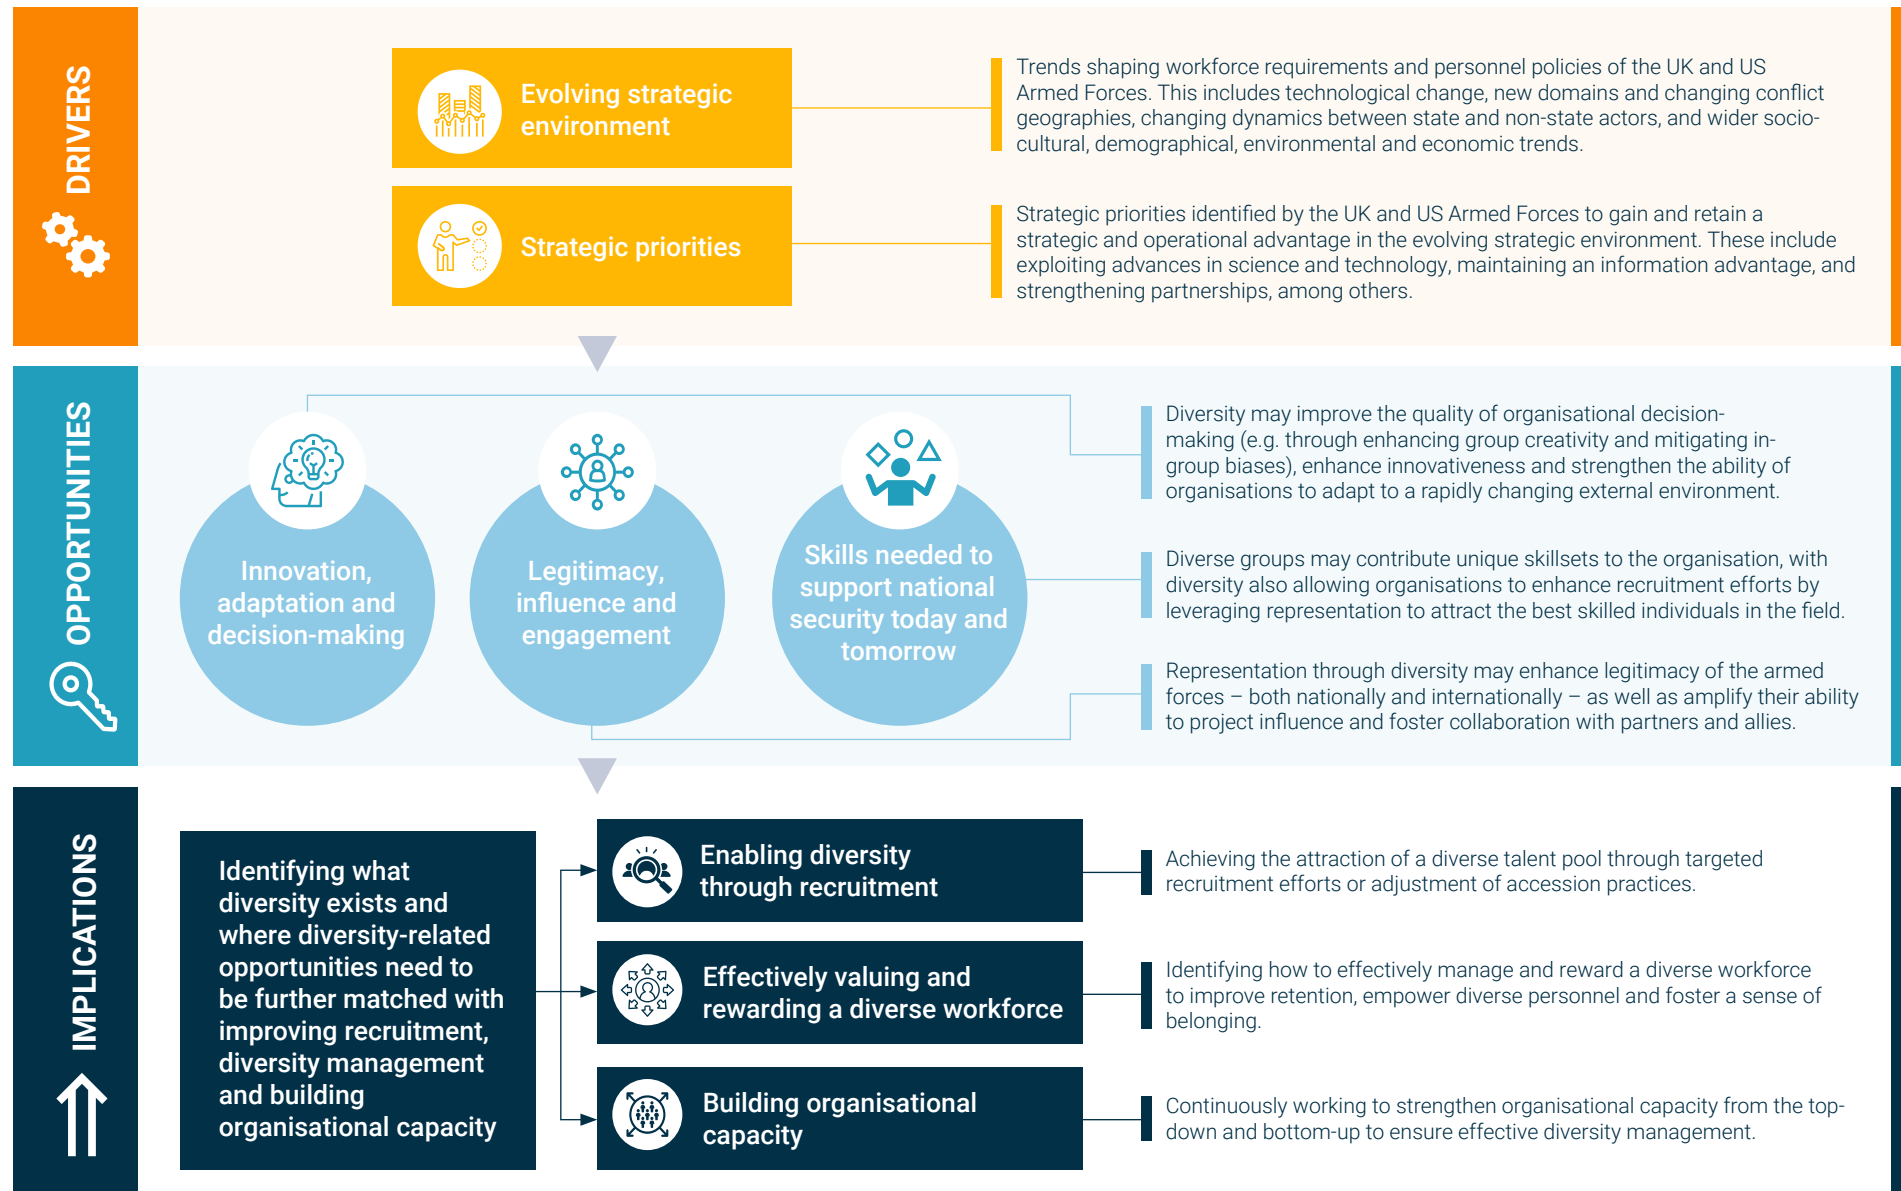 DRIVERS
Evolving strategic
environment
Trends shaping workforce requirements and personnel policies of the UK and US
Armed Forces. This includes technological change, new domains and changing conflict
geographies, changing dynamics between state and non-state actors, and wider socio-
cultural, demographical, environmental and economic trends.
Strategic priorities
Strategic priorities identified by the UK and US Armed Forces to gain and retain a
strategic and operational advantage in the evolving strategic environment. These include
exploiting advances in science and technology, maintaining an information advantage, and
strengthening partnerships, among others.
OPPORTUNITIES
Innovation,
adaptation and
decision-making
Legitimacy,
influence and
engagement
Skills needed to
support national
security today and
tomorrow
Diversity may improve the quality of organisational decision-
making (e.g. through enhancing group creativity and mitigating in-
group biases), enhance innovativeness and strengthen the ability of
organisations to adapt to a rapidly changing external environment.
Diverse groups may contribute unique skillsets to the organisation, with
diversity also allowing organisations to enhance recruitment efforts by
leveraging representation to attract the best skilled individuals in the field.
Representation through diversity may enhance legitimacy of the armed
forces – both nationally and internationally – as well as amplify their ability
to project influence and foster collaboration with partners and allies.
IMPLICATIONS
Identifying what
diversity exists and
where diversity-related
opportunities need to
be further matched with
improving recruitment,
diversity management
and building
organisational capacity
Enabling diversity
through recruitment
Achieving the attraction of a diverse talent pool through targeted
recruitment efforts or adjustment of accession practices.
Effectively valuing and
rewarding a diverse workforce
Identifying how to effectively manage and reward a diverse workforce
to improve retention, empower diverse personnel and foster a sense of
belonging.
Building organisational
capacity
Continuously working to strengthen organisational capacity from the top-
down and bottom-up to ensure effective diversity management.